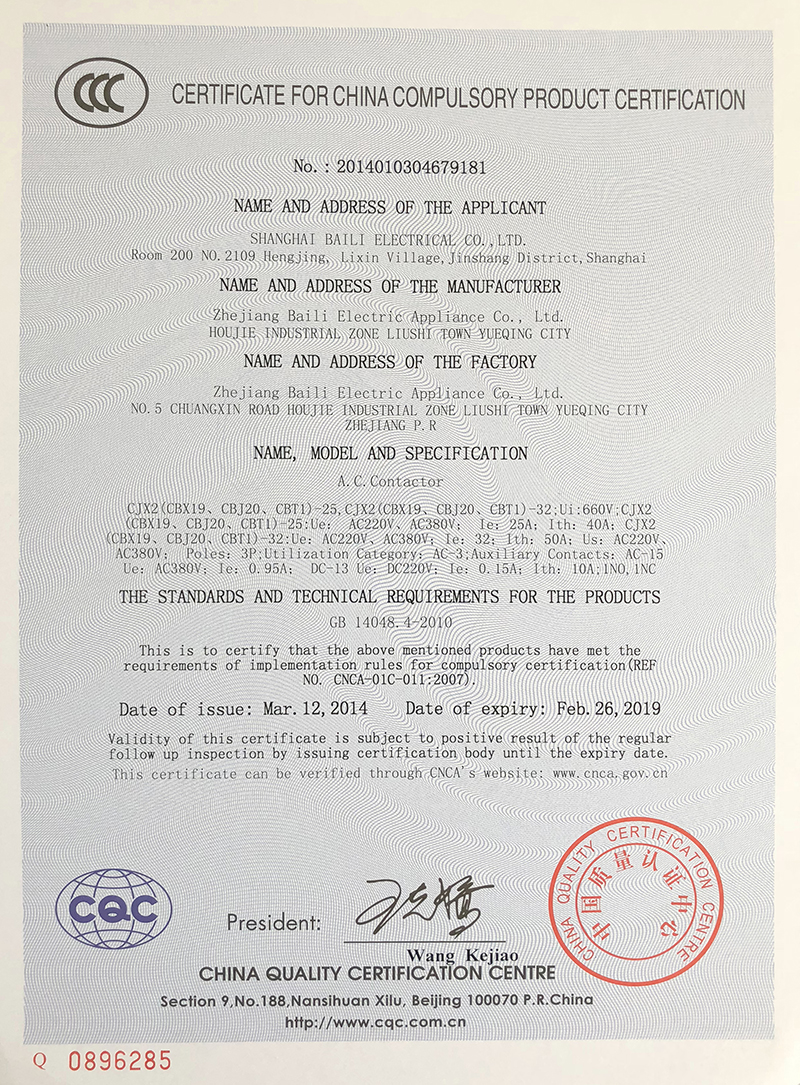 CCC
CERTIFICATE FOR CHINA COMPULSORY PRODUCT CERTIFICATION
No. : 2014010304679181
NAME AND ADDRESS OF THE APPLICANT
SHANGHAI BAILI ELECTRICAL CO.,LTD.
Room 200 NO.2109 Hengjing, Lixin Village,Jinshang District,Shanghai
NAME AND ADDRESS OF THE MANUFACTURER
Zhejiang Baili Electric Appliance Co., Ltd.
HOUJIE INDUSTRIAL ZONE LIUSHI TOWN YUEQING CITY
NAME AND ADDRESS OF THE FACTORY
Zhejiang Baili Electric Appliance Co., Ltd.
NO.5 CHUANGXIN ROAD HOUJIE INDUSTRIAL ZONE LIUSHI TOWN YUEQING CITY
ZHEJIANG P.R
NAME, MODEL AND SPECIFICATION
A.C.Contactor
CJX2(CBX19、CBJ20、CBT1)-25,CJX2(CBX19、CBJ20、CBT1)-32;Ui:660V;CJX2
(CBX19、CBJ20、CBT1)-25:Ue: AC220V、AC380V; Ie: 25A; Ith: 40A; CJX2
(CBX19、CBJ20、CBT1)-32:Ue: AC220V、AC380V; Ie: 32; Ith: 50A; Us: AC220V、
AC380V; Poles: 3P;Utilization Category: AC-3;Auxiliary Contacts: AC-15
Ue: AC380V; Ie: 0.95A; DC-13 Ue: DC220V; Ie: 0.15A; Ith: 10A;1NO,1NC
THE STANDARDS AND TECHNICAL REQUIREMENTS FOR THE PRODUCTS
GB 14048.4-2010
This is to certify that the above mentioned products have met the
requirements of implementation rules for compulsory certification(REF
NO. CNCA-01C-011:2007).
Date of issue: Mar.12,2014 Date of expiry: Feb.26,2019
Validity of this certificate is subject to positive result of the regular
follow up inspection by issuing certification body until the expiry date.
This certificate can be verified through CNCA's website: www.cnca.gov.cn
CHINA QUALITY CERTIFICATION CENTRE
中国质量认证中心
CQC
President:
王克娇
Wang Kejiao
CHINA QUALITY CERTIFICATION CENTRE
Section 9,No.188,Nansihuan Xilu, Beijing 100070 P.R.China
http://www.cqc.com.cn
Q 0896285